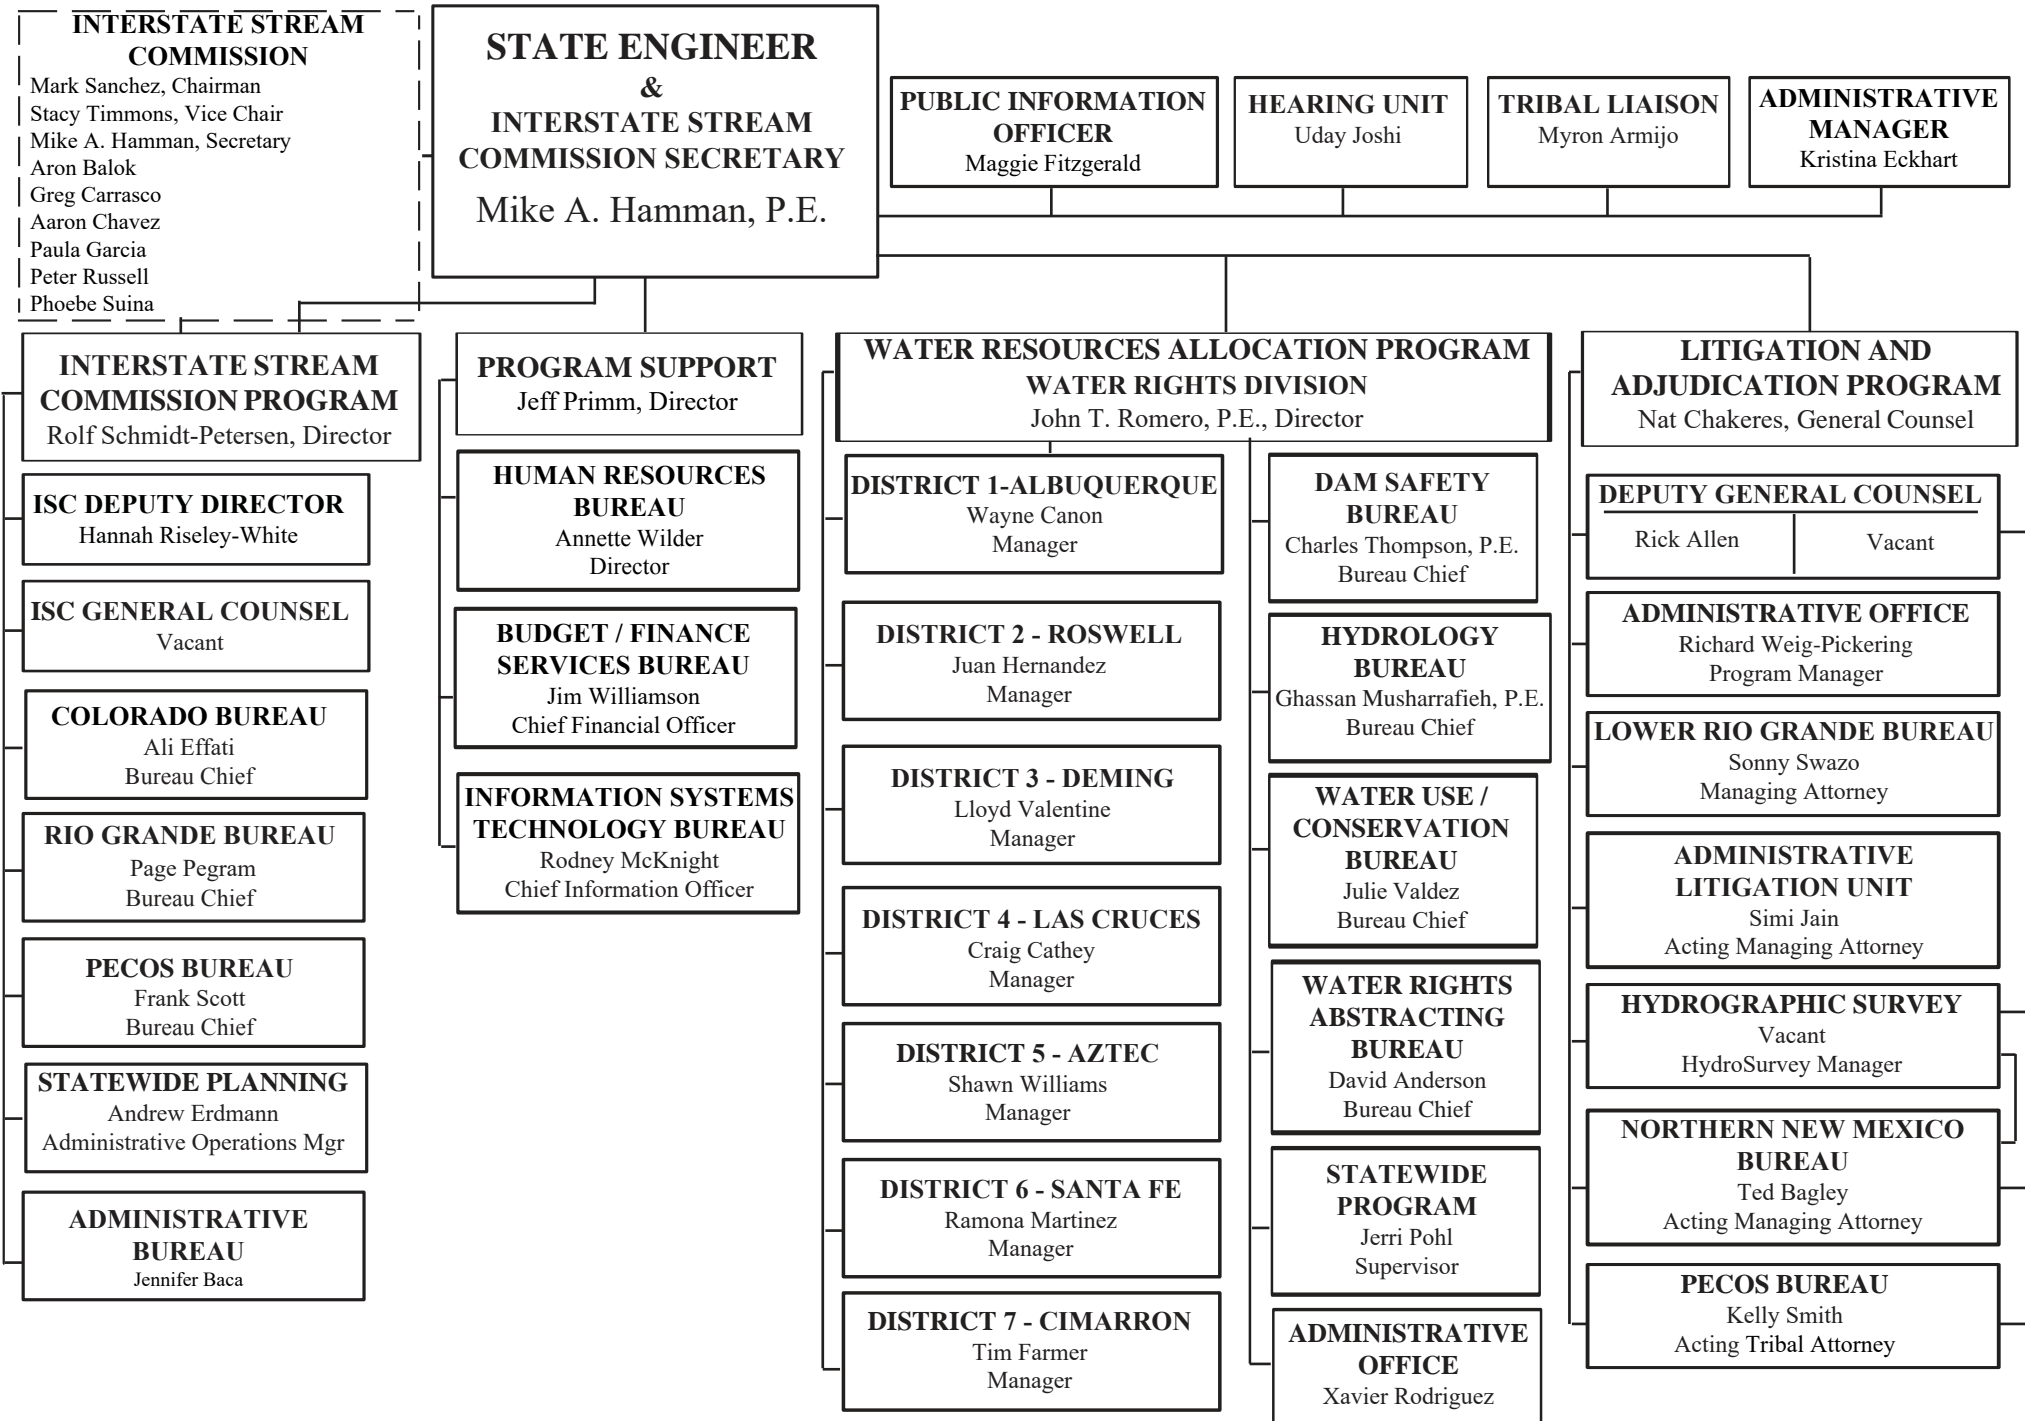 INTERSTATE STREAM
COMMISSION
Mark Sanchez, Chairman
Stacy Timmons, Vice Chair
Mike A. Hamman, Secretary
Aron Balok
Greg Carrasco
Aaron Chavez
Paula Garcia
Peter Russell
Phoebe Suina
STATE ENGINEER
&
INTERSTATE STREAM
COMMISSION SECRETARY
Mike A. Hamman, P.E.
PUBLIC INFORMATION
OFFICER
Maggie Fitzgerald
HEARING UNIT
Uday Joshi
TRIBAL LIAISON
Myron Armijo
ADMINISTRATIVE
MANAGER
Kristina Eckhart
INTERSTATE STREAM
COMMISSION PROGRAM
Rolf Schmidt-Petersen, Director
ISC DEPUTY DIRECTOR
Hannah Riseley-White
ISC GENERAL COUNSEL
Vacant
COLORADO BUREAU
Ali Effati
Bureau Chief
RIO GRANDE BUREAU
Page Pegram
Bureau Chief
PECOS BUREAU
Frank Scott
Bureau Chief
STATEWIDE PLANNING
Andrew Erdmann
Administrative Operations Mgr
ADMINISTRATIVE
BUREAU
Jennifer Baca
PROGRAM SUPPORT
Jeff Primm, Director
HUMAN RESOURCES
BUREAU
Annette Wilder
Director
BUDGET / FINANCE
SERVICES BUREAU
Jim Williamson
Chief Financial Officer
INFORMATION SYSTEMS
TECHNOLOGY BUREAU
Rodney McKnight
Chief Information Officer
WATER RESOURCES ALLOCATION PROGRAM
WATER RIGHTS DIVISION
John T. Romero, P.E., Director
DISTRICT 1-ALBUQUERQUE
Wayne Canon
Manager
DISTRICT 2 - ROSWELL
Juan Hernandez
Manager
DISTRICT 3 - DEMING
Lloyd Valentine
Manager
DISTRICT 4 - LAS CRUCES
Craig Cathey
Manager
DISTRICT 5 - AZTEC
Shawn Williams
Manager
DISTRICT 6 - SANTA FE
Ramona Martinez
Manager
DISTRICT 7 - CIMARRON
Tim Farmer
Manager
DAM SAFETY
BUREAU
Charles Thompson, P.E.
Bureau Chief
HYDROLOGY
BUREAU
Ghassan Musharrafieh, P.E.
Bureau Chief
WATER USE /
CONSERVATION
BUREAU
Julie Valdez
Bureau Chief
WATER RIGHTS
ABSTRACTING
BUREAU
David Anderson
Bureau Chief
STATEWIDE
PROGRAM
Jerri Pohl
Supervisor
ADMINISTRATIVE
OFFICE
Xavier Rodriguez
LITIGATION AND
ADJUDICATION PROGRAM
Nat Chakeres, General Counsel
DEPUTY GENERAL COUNSEL
Rick Allen
Vacant
ADMINISTRATIVE OFFICE
Richard Weig-Pickering
Program Manager
LOWER RIO GRANDE BUREAU
Sonny Swazo
Managing Attorney
ADMINISTRATIVE
LITIGATION UNIT
Simi Jain
Acting Managing Attorney
HYDROGRAPHIC SURVEY
Vacant
HydroSurvey Manager
NORTHERN NEW MEXICO
BUREAU
Ted Bagley
Acting Managing Attorney
PECOS BUREAU
Kelly Smith
Acting Tribal Attorney